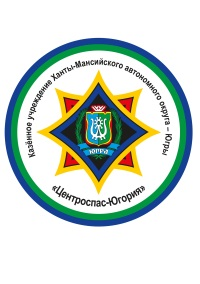 Казённое учреждение Ханты-Мансийского автономного округа – Югры
ЮГРА
«Центроспас-Югория»